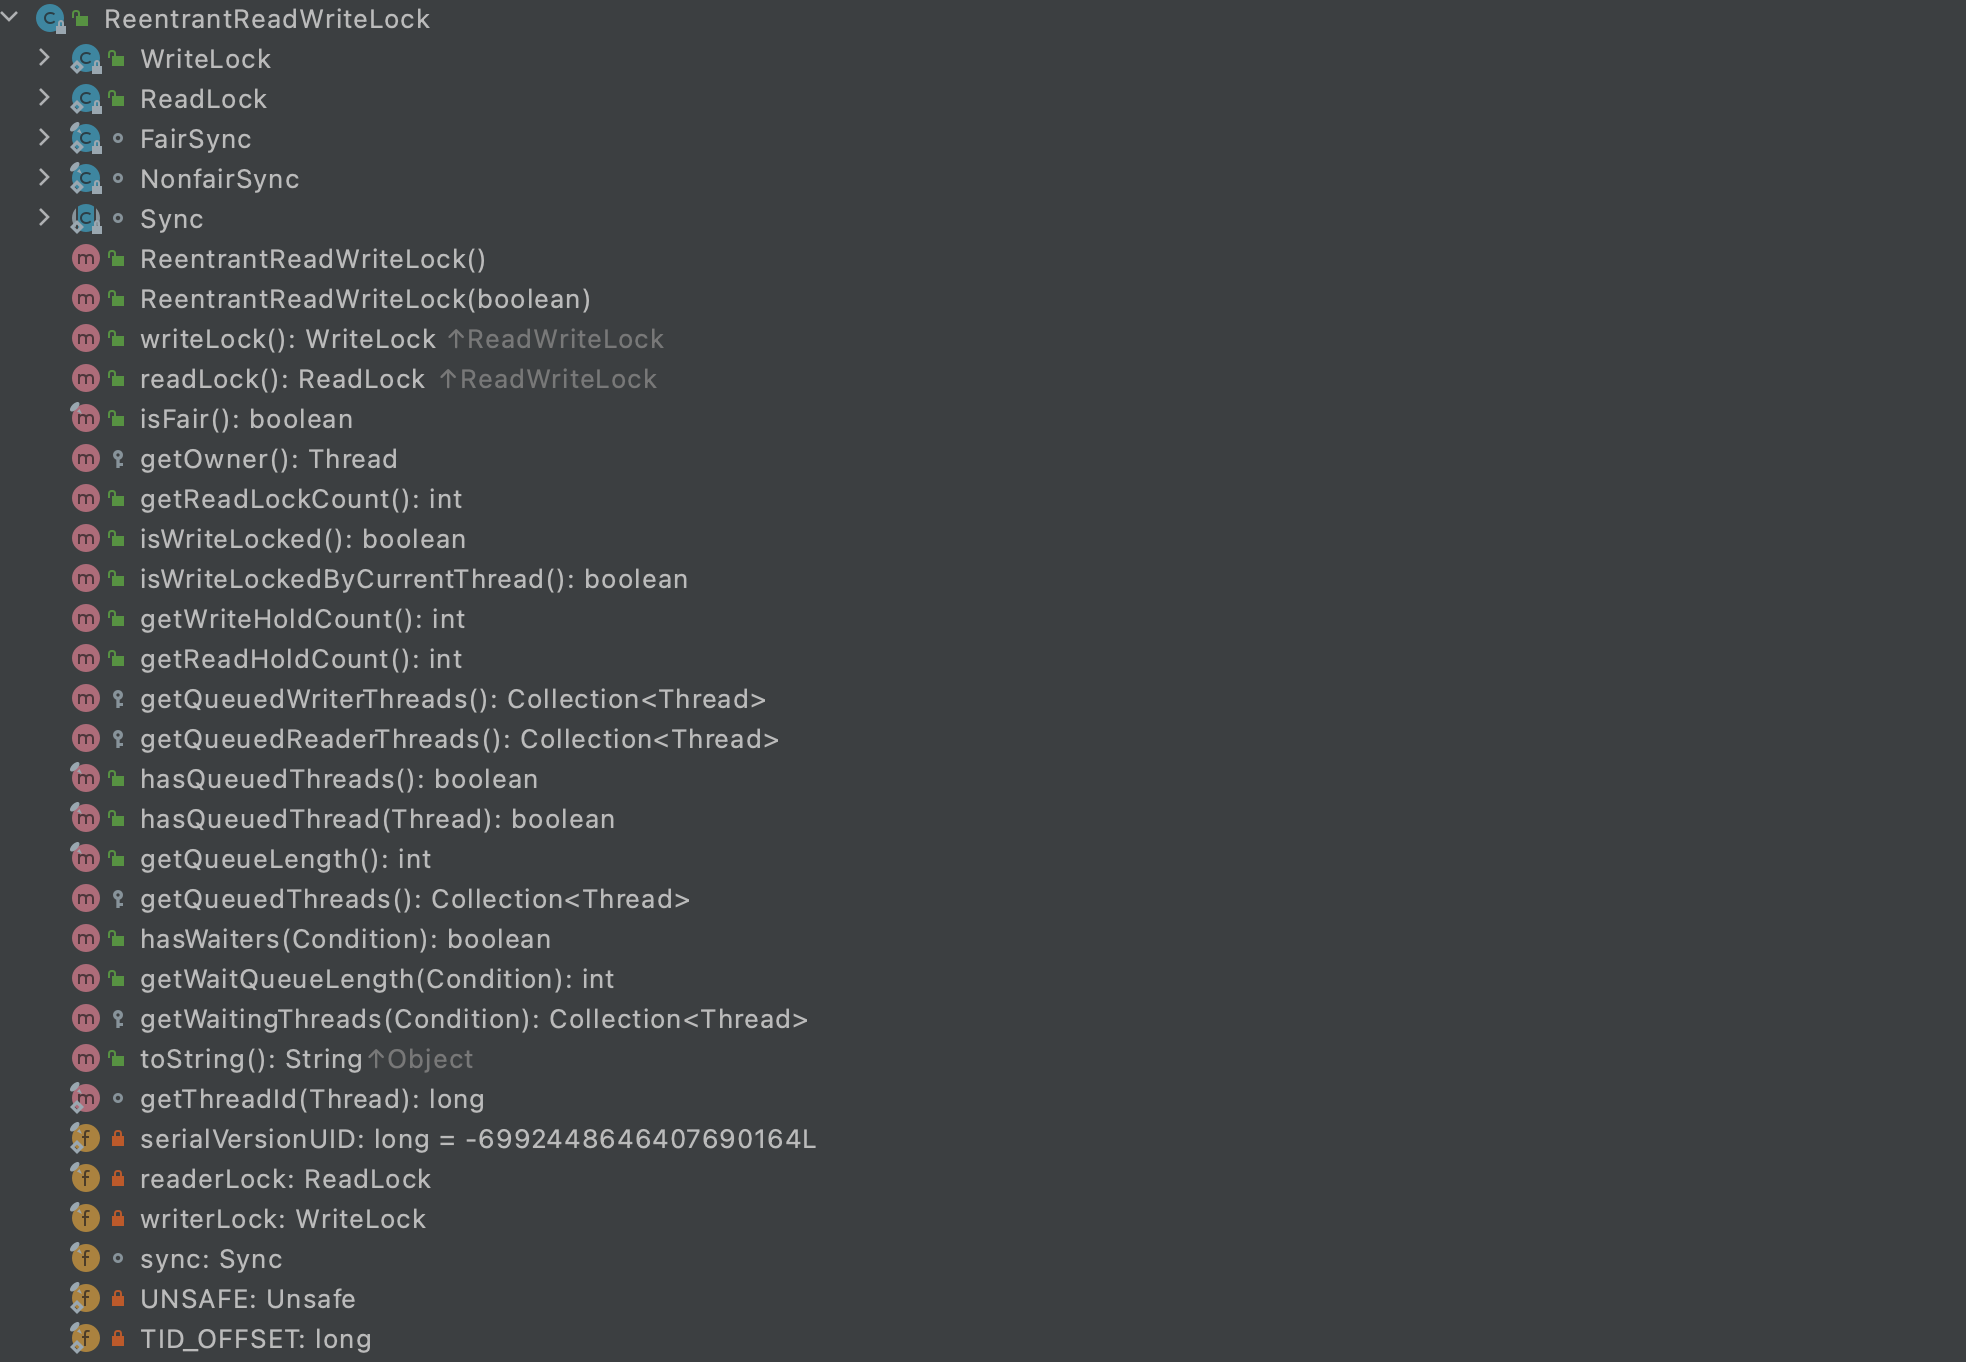 ReentrantReadWriteLock
WriteLock
ReadLock
FairSync
NonfairSync
Sync
ReentrantReadWriteLock()
ReentrantReadWriteLock(boolean)
writeLock(): WriteLock ↑ReadWriteLock
readLock(): ReadLock ↑ReadWriteLock
isFair(): boolean
getOwner(): Thread
getReadLockCount(): int
isWriteLocked(): boolean
isWriteLockedByCurrentThread(): boolean
getWriteHoldCount(): int
getReadHoldCount(): int
getQueuedWriterThreads(): Collection<Thread>
getQueuedReaderThreads(): Collection<Thread>
hasQueuedThreads(): boolean
hasQueuedThread(Thread): boolean
getQueueLength(): int
getQueuedThreads(): Collection<Thread>
hasWaiters(Condition): boolean
getWaitQueueLength(Condition): int
getWaitingThreads(Condition): Collection<Thread>
toString(): String ↑Object
getThreadId(Thread): long
serialVersionUID: long = -6992448646407690164L
readerLock: ReadLock
writerLock: WriteLock
sync: Sync
UNSAFE: Unsafe
TID_OFFSET: long